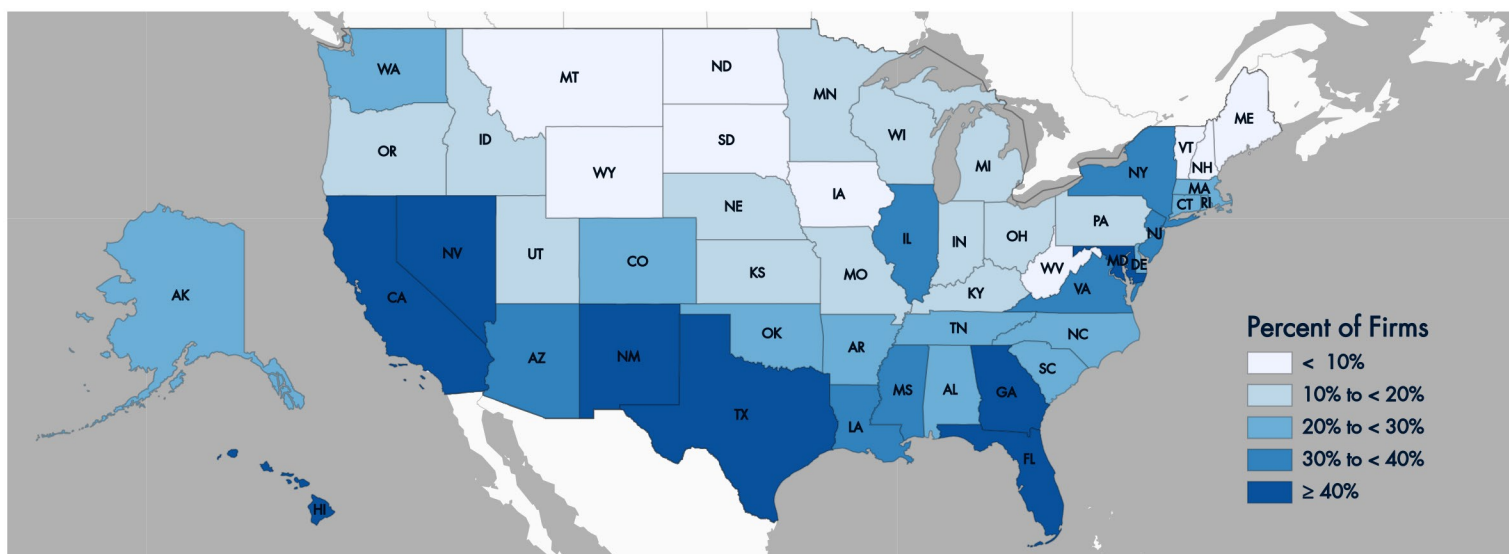 WA
MT
ND
MN
ME
VT
NH
OR
ID
SD
WI
MI
NY
MA
CT
RI
WY
IA
NE
PA
NJ
IL
IN
OH
NV
UT
CO
KS
MO
WV
MD
DE
KY
VA
AK
CA
AZ
NM
OK
AR
TN
NC
SC
TX
LA
MS
AL
GA
FL
HI
Percent of Firms
< 10%
10% to < 20%
20% to < 30%
30% to < 40%
≥ 40%